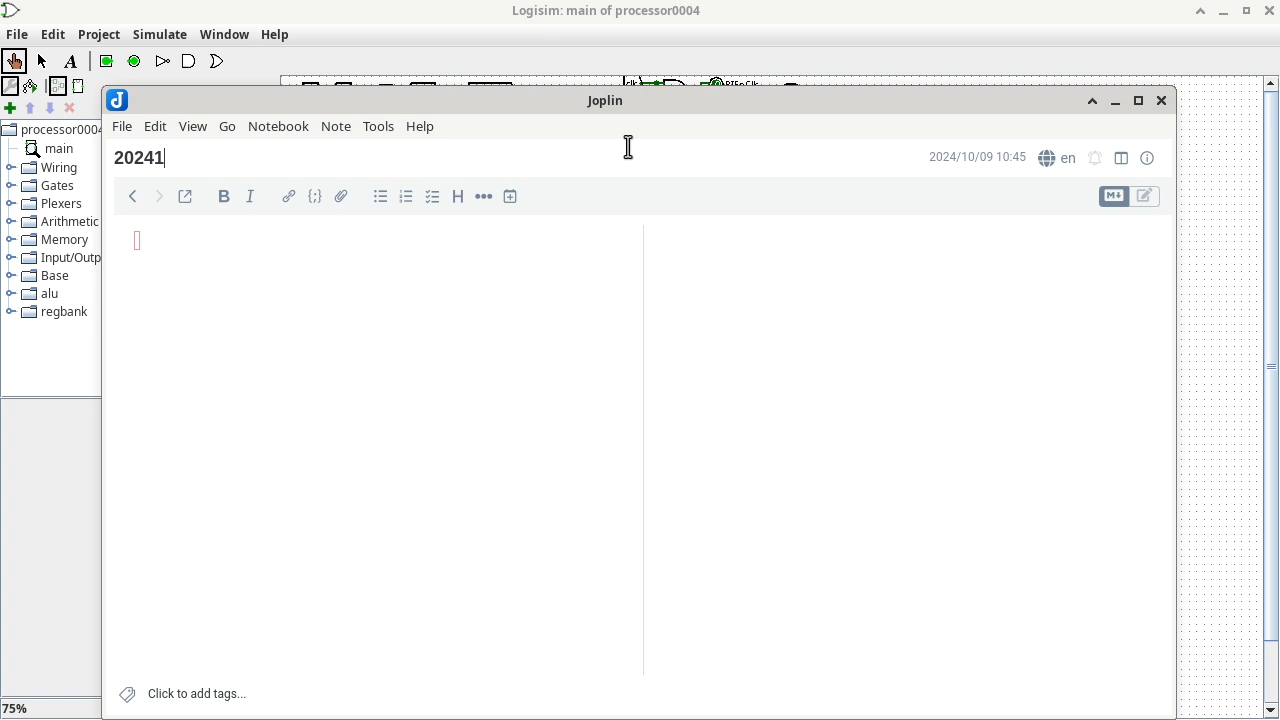 Logisim: main of processor0004
File Edit Project Simulate Window Help
Joplin
File Edit View Go Notebook Note Tools Help
20241
2024/10/09 10:45
en
processor0004
main
Wiring
Gates
Plexers
Arithmetic
Memory
Input/Outp
Base
alu
regbank
Click to add tags...
75%